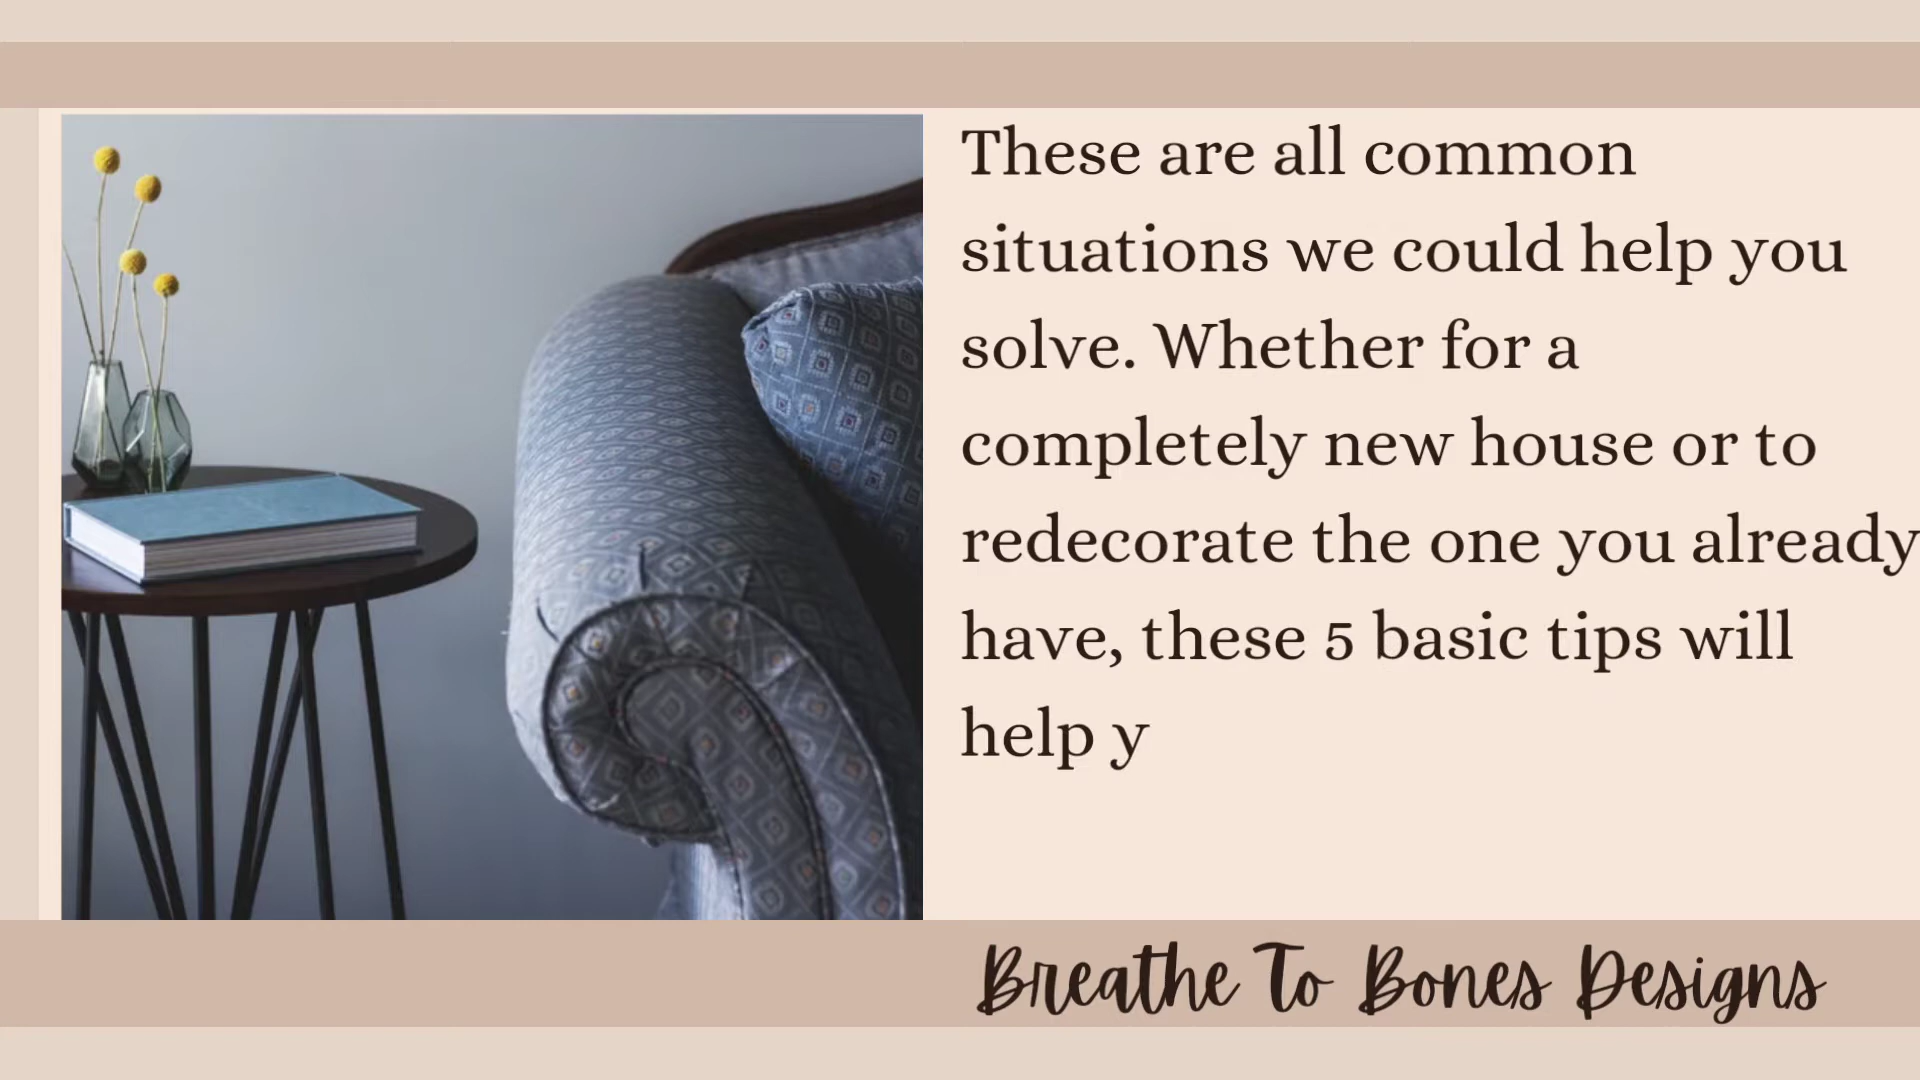 These are all common
situations we could help you
solve. Whether for a
completely new house or to
redecorate the one you already
have, these 5 basic tips will
help y
Breathe To Bones Designs